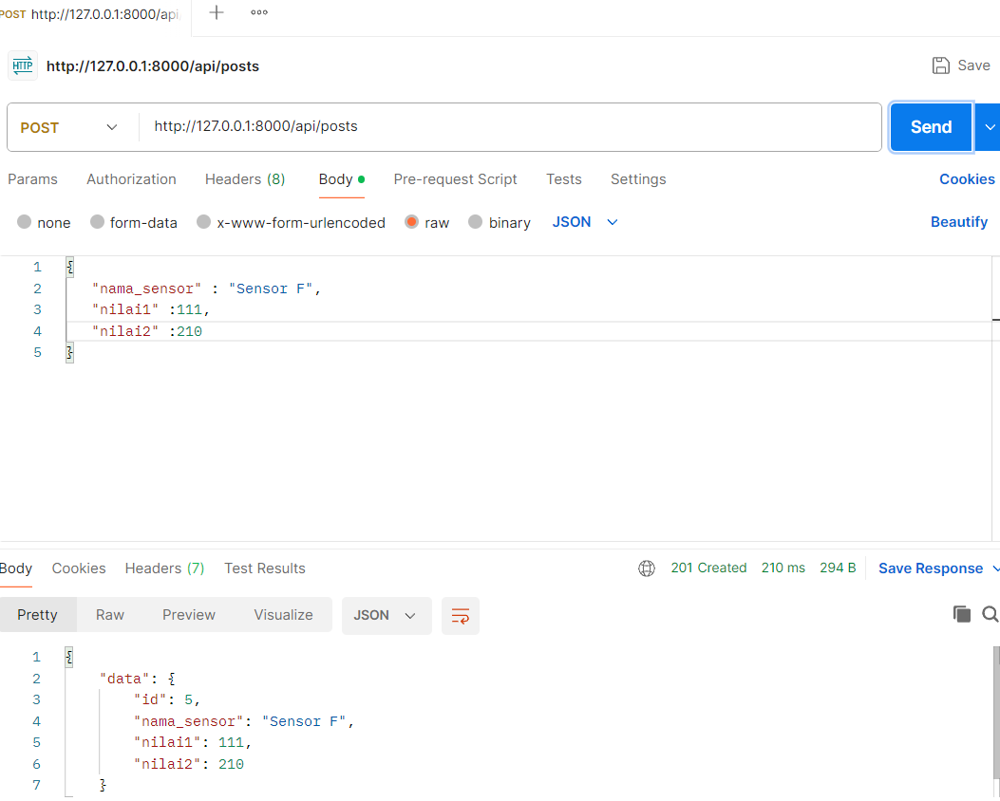 POST http://127.0.0.1:8000/api
HTTP http://127.0.0.1:8000/api/posts Save
POST http://127.0.0.1:8000/api/posts Send
Params Authorization Headers (8) Body Pre-request Script Tests Settings Cookies
none form-data x-www-form-urlencoded raw binary JSON Beautify
1 {
2 "nama_sensor" : "Sensor F",
3 "nilai1" :111,
4 "nilai2" :210
5 }
Body Cookies Headers (7) Test Results 201 Created 210 ms 294 B Save Response
Pretty Raw Preview Visualize JSON
1 {
2 "data": {
3 "id": 5,
4 "nama_sensor": "Sensor F",
5 "nilai1": 111,
6 "nilai2": 210
7 }